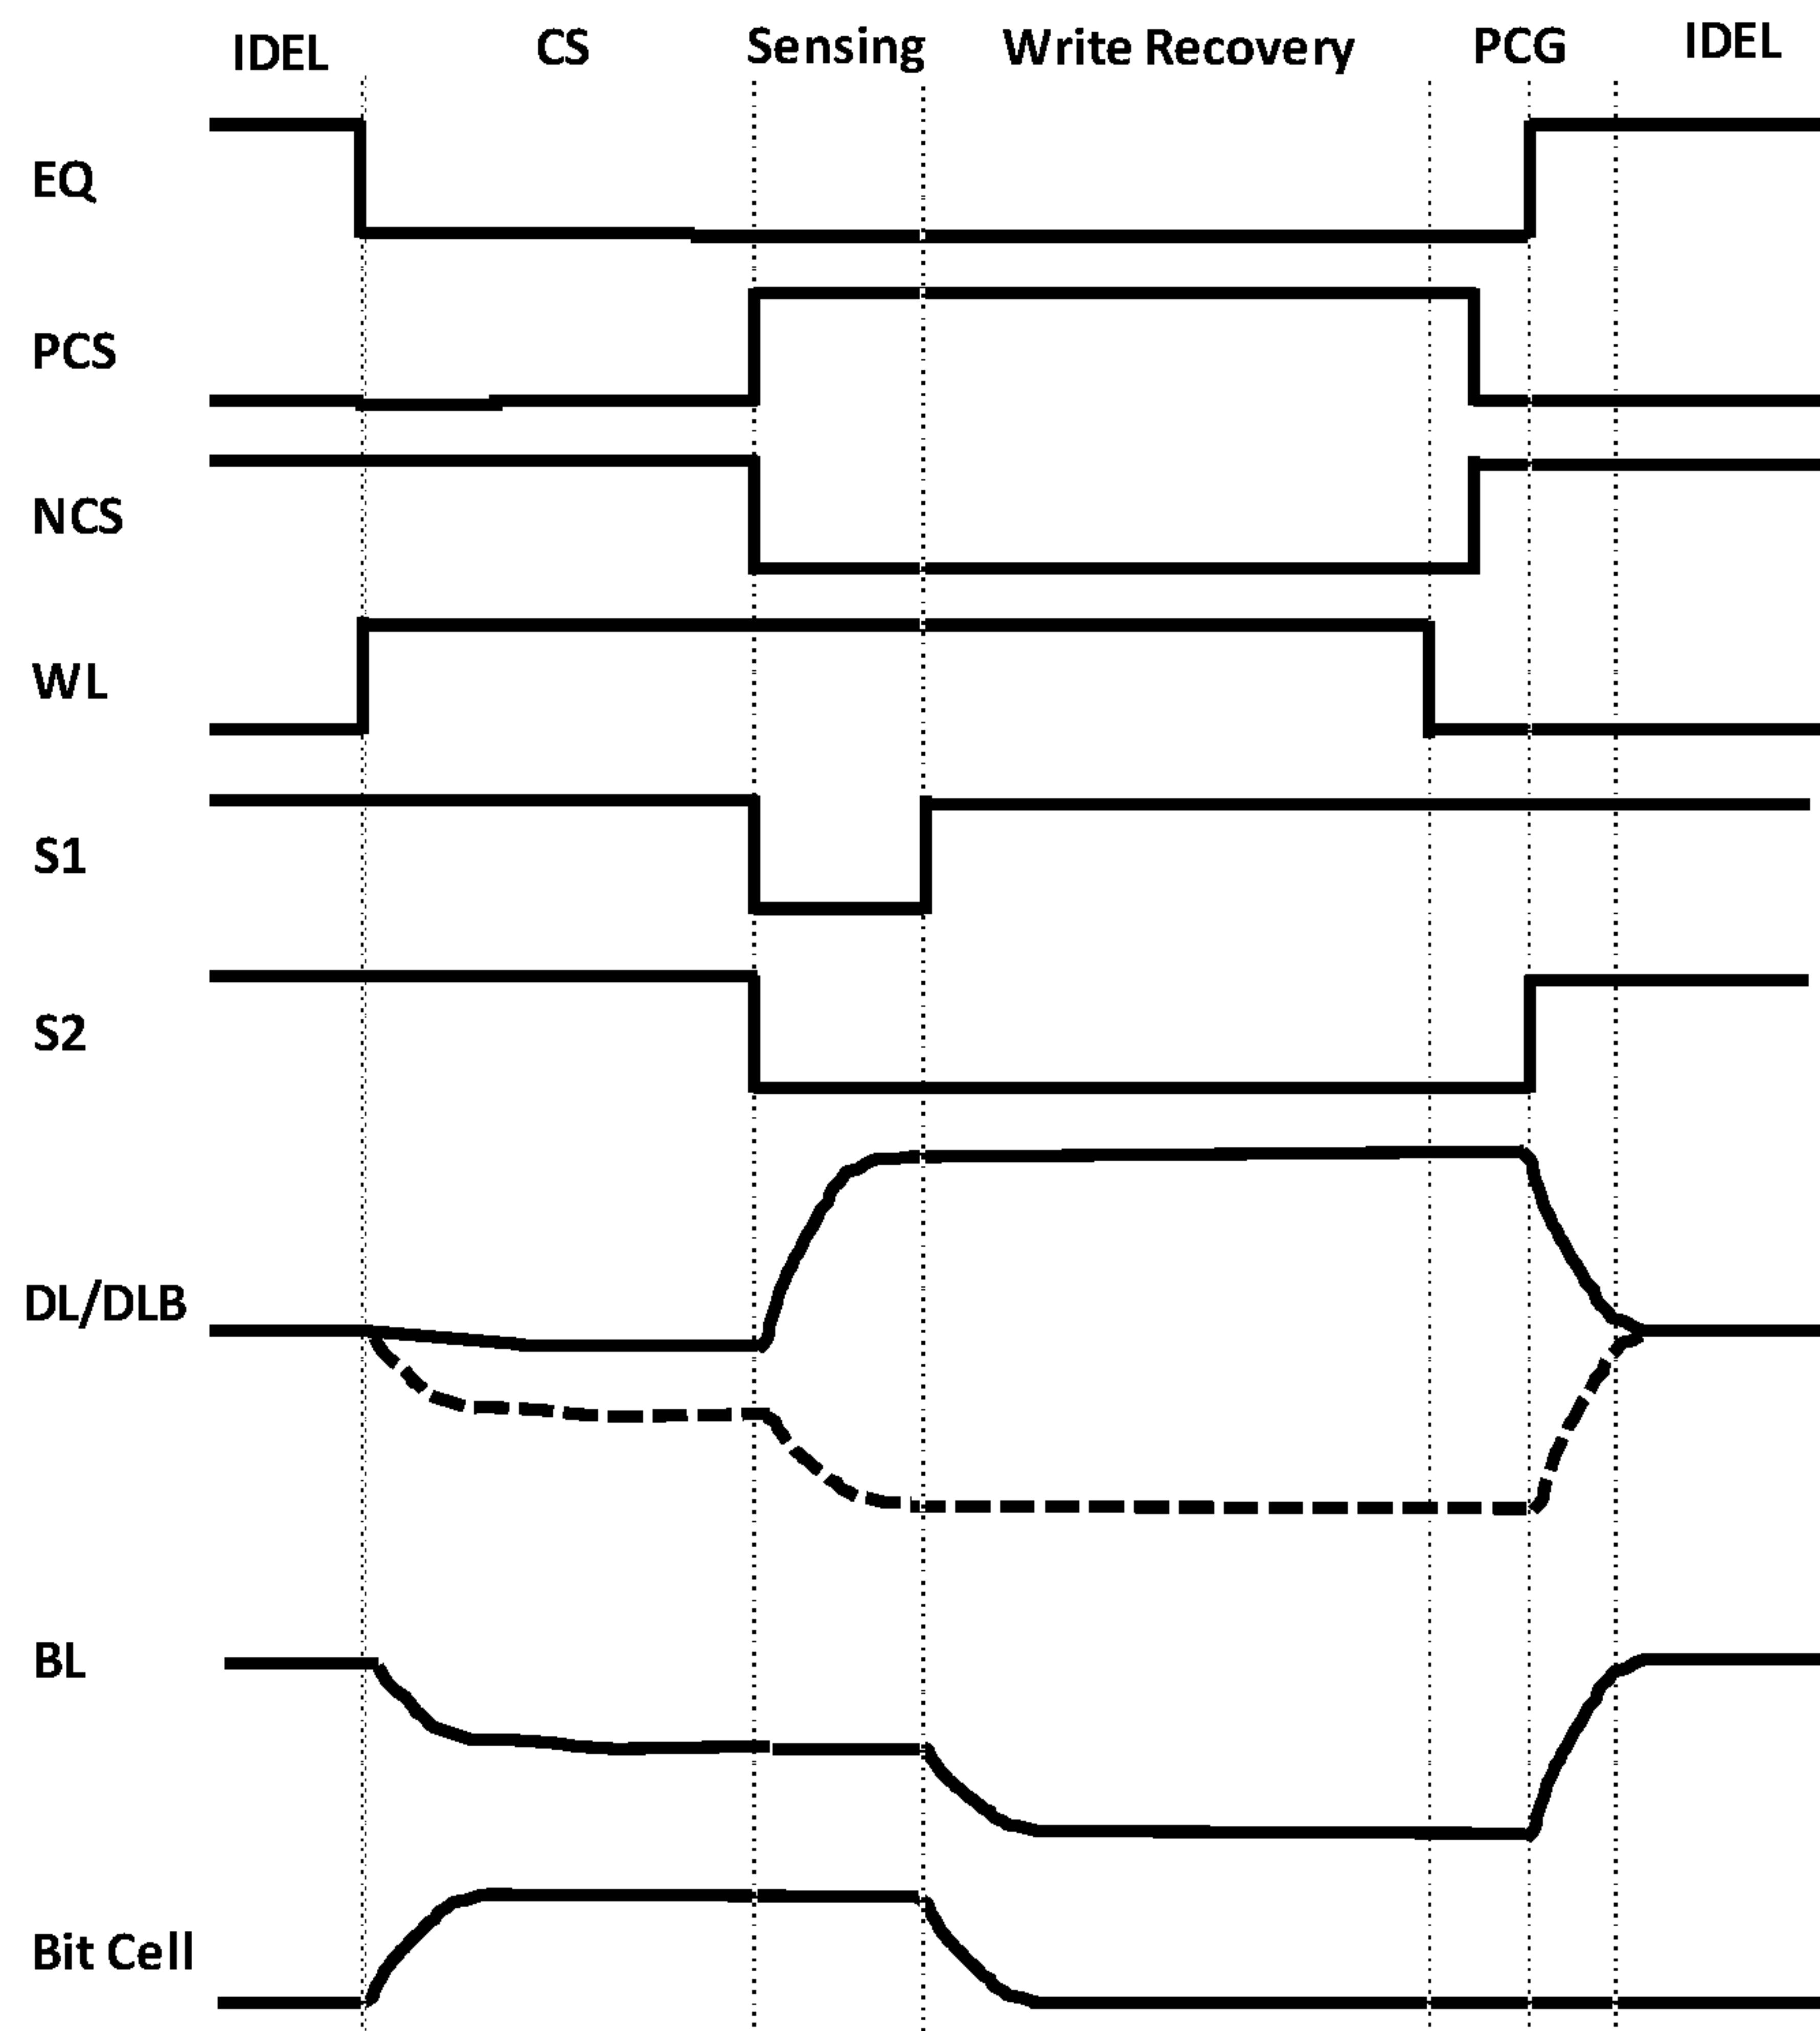 IDEL CS Sensing Write Recovery PCG IDEL
EQ
PCS
NCS
WL
S1
S2
DL/DLB
BL
Bit Cell